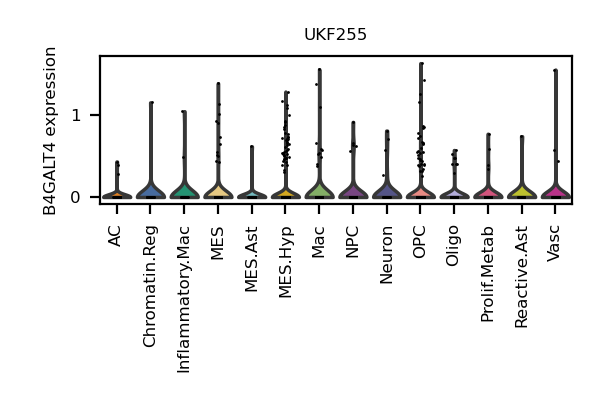 UKF255
B4GALT4 expression
1
0
AC
Chromatin.Reg
Inflammatory.Mac
MES
MES.Ast
MES.Hyp
Mac
NPC
Neuron
OPC
Oligo
Prolif.Metab
Reactive.Ast
Vasc